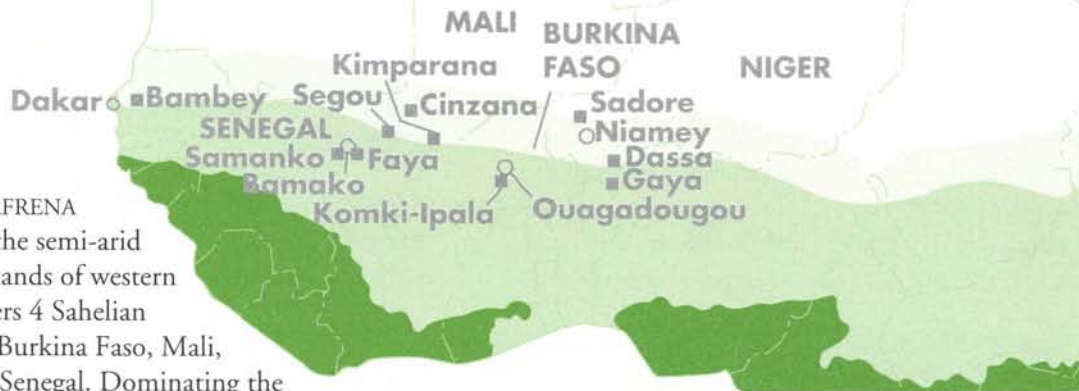 MALI
BURKINA
FASO
NIGER
Kimparana
Dakar
Bambey
Segou
Cinzana
Sadore
SENEGAL
Niamey
Samanko
Faya
Dassa
Bamako
Gaya
Komki-Ipala
Ouagadougou
AFRENA
the semi-arid
ands of western
ers 4 Sahelian
Burkina Faso, Mali,
Senegal. Dominating the